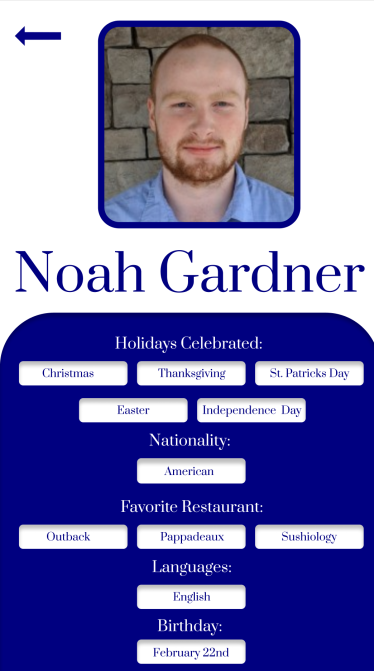 Noah Gardner
Holidays Celebrated:
Christmas Thanksgiving St. Patricks Day
Easter Independence Day
Nationality:
American
Favorite Restaurant:
Outback Pappadeaux Sushiology
Languages:
English
Birthday:
February 22nd